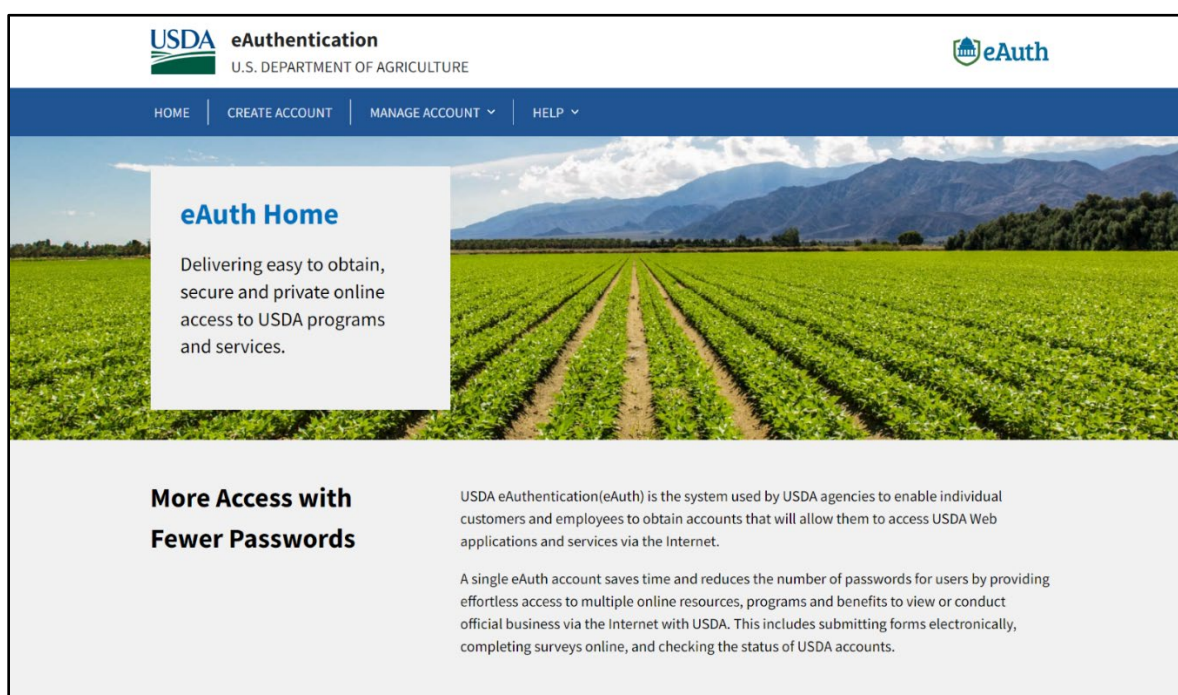 USDA
eAuthentication
U.S. DEPARTMENT OF AGRICULTURE
eAuth
HOME
CREATE ACCOUNT
MANAGE ACCOUNT
HELP
eAuth Home
Delivering easy to obtain,
secure and private online
access to USDA programs
and services.
More Access with
Fewer Passwords
USDA eAuthentication(eAuth) is the system used by USDA agencies to enable individual
customers and employees to obtain accounts that will allow them to access USDA Web
applications and services via the Internet.
A single eAuth account saves time and reduces the number of passwords for users by providing
effortless access to multiple online resources, programs and benefits to view or conduct
official business via the Internet with USDA. This includes submitting forms electronically,
completing surveys online, and checking the status of USDA accounts.